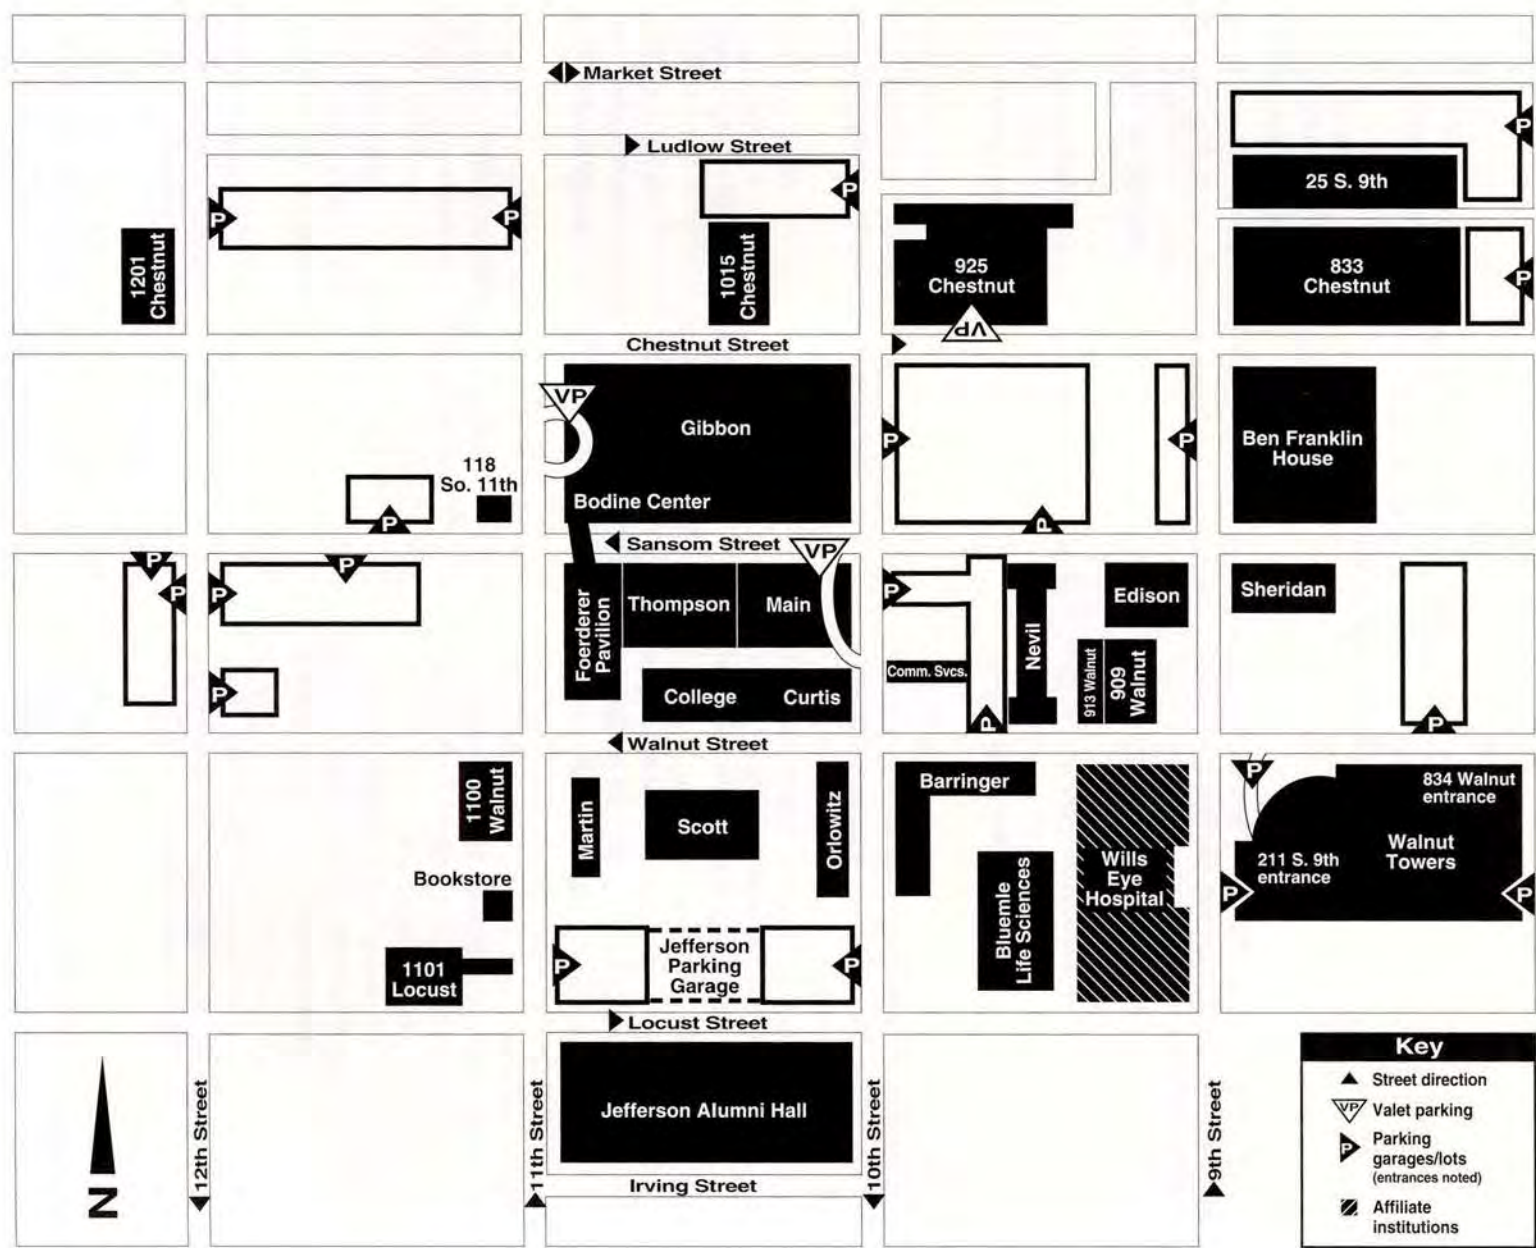 Market Street
Ludlow Street
P
25 S. 9th
P
P
P
P
1201
Chestnut
1015
Chestnut
925
Chestnut
833
Chestnut
P
VP
Chestnut Street
VP
Gibbon
P
P
Ben Franklin
House
118
So. 11th
Bodine Center
P
P
Sansom Street
VP
P
P
P
P
P
P
Foerderer
Pavilion
Thompson
Main
Nevil
Edison
Sheridan
Comm. Svcs.
913 Walnut
909
Walnut
P
College
Curtis
P
P
Walnut Street
1100
Walnut
Martin
Scott
Orlowitz
Barringer
P
834 Walnut
entrance
Walnut
Towers
211 S. 9th
entrance
P
P
Wills
Eye
Hospital
Bluemle
Life Sciences
Bookstore
1101
Locust
P
Jefferson
Parking
Garage
P
Locust Street
Jefferson Alumni Hall
Irving Street
12th Street
11th Street
10th Street
9th Street
N
Key
Street direction
VP
Valet parking
P
Parking
garages/lots
(entrances noted)
Affiliate
institutions